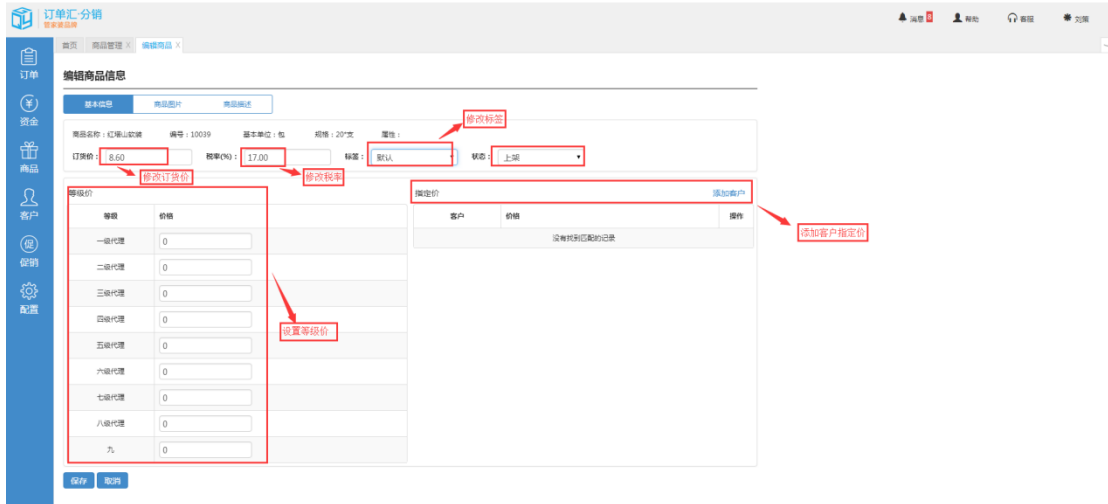 订单汇·分销
管家婆品牌
消息
帮助
客服
刘策
首页 商品管理 X 编辑商品 X
订单
资金
商品
客户
促
促销
配置
编辑商品信息
基本信息 商品图片 商品描述
修改标签
商品名称：红塔山软装 编号：10039 基本单位：包 规格：20*支 属性：
订货价： 8.60 税率(%)： 17.00 标签： 默认 状态： 上架
修改订货价 修改税率
等级价
指定价 添加客户
等级 价格
客户 价格 操作
添加客户指定价
一级代理 0
没有找到匹配的记录
二级代理 0
三级代理 0
四级代理 0
设置等级价
五级代理 0
六级代理 0
七级代理 0
八级代理 0
九 0
保存 取消